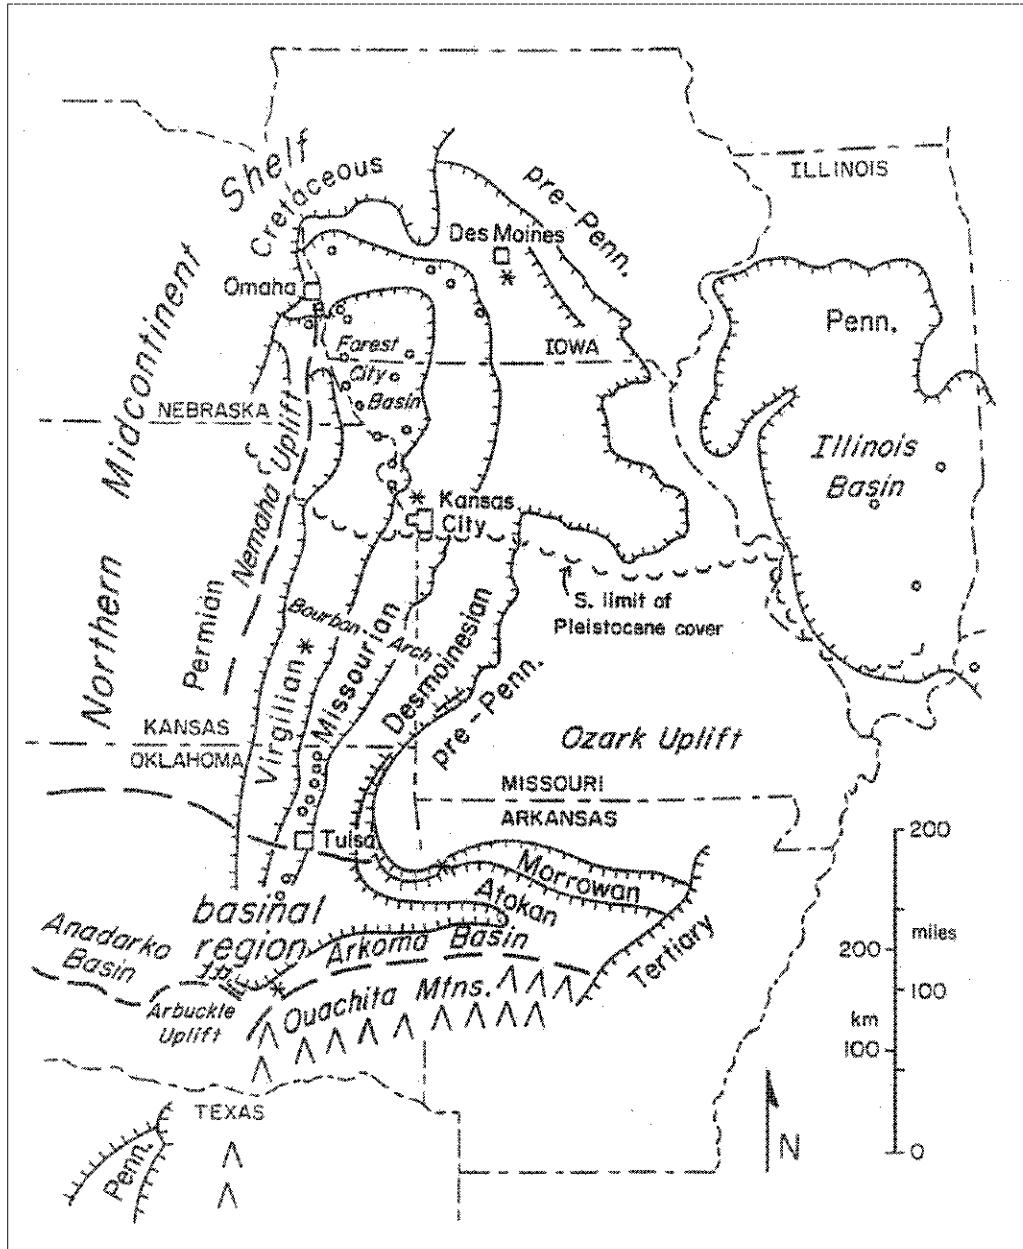 Northern Midcontinent Shelf
Cretaceous
pre-Penn.
ILLINOIS
Des Moines
Omaha
Penn.
Forest
City
Basin
IOWA
NEBRASKA
Nemaha Uplift
Illinois
Basin
Kansas
City
S. limit of
Pleistocene cover
Permian
Bourbon Arch
Virgilian
Missourian
Desmoinesian
pre-Penn.
KANSAS
OKLAHOMA
Ozark Uplift
MISSOURI
ARKANSAS
Tulsa
Morrowan
Atokan
Tertiary
basinal
region
Arkoma Basin
Anadarko
Basin
Arbuckle
Uplift
Ouachita Mtns.
TEXAS
Penn.
200
miles
200
100
km
100
0
N